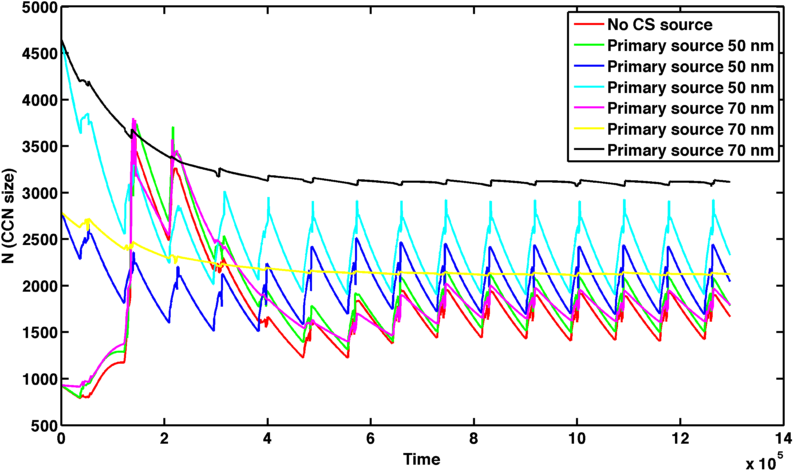 5000
4500
4000
3500
3000
2500
2000
1500
1000
500
N (CCN size)
No CS source
Primary source 50 nm
Primary source 50 nm
Primary source 50 nm
Primary source 70 nm
Primary source 70 nm
Primary source 70 nm
0 2 4 6 8 10 12 14
Time
x 10^5